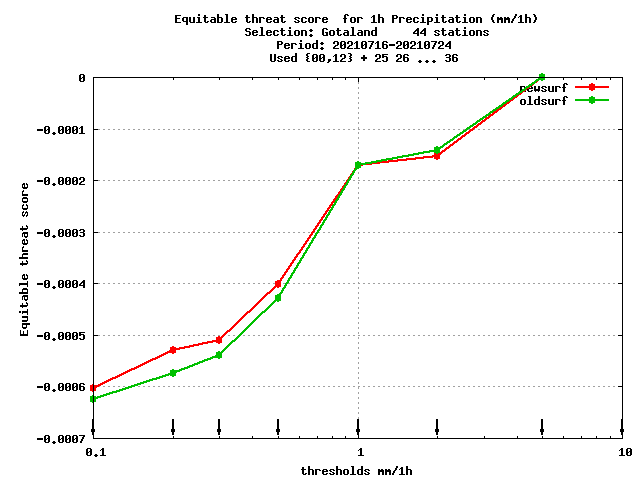 Equitable threat score  for 1h Precipitation (mm/1h)
Selection: Gotaland     44 stations
Period: 20210716-20210724
Used {00,12} + 25 26 ... 36
newsurf
oldsurf
0
-0.0001
-0.0002
-0.0003
-0.0004
-0.0005
-0.0006
-0.0007
Equitable threat score
0.1 1 10
thresholds mm/1h